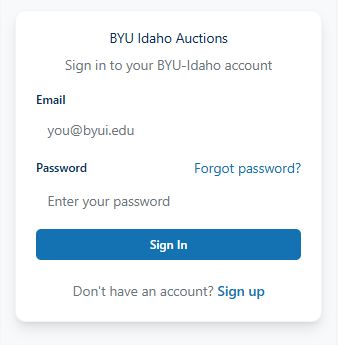 BYU Idaho Auctions
Sign in to your BYU-Idaho account
Email
you@byui.edu
Password Forgot password?
Enter your password
Sign In
Don't have an account? Sign up